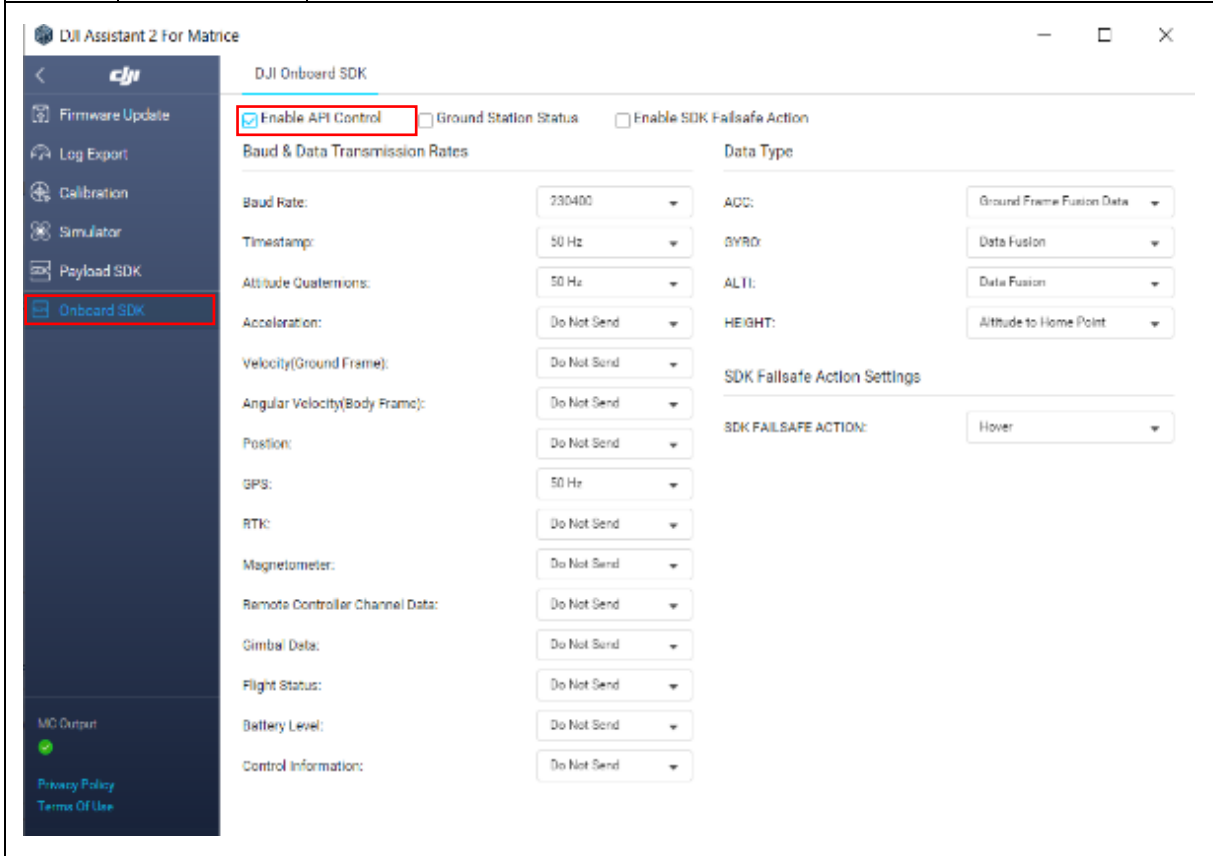 DJI Assistant 2 For Matrice
dji
DJI Onboard SDK
Firmware Update
Log Export
Calibration
Simulator
Payload SDK
Onboard SDK
MC Output
Privacy Policy
Terms Of Use
Enable API Control Ground Station Status Enable SDK Failsafe Action
Baud & Data Transmission Rates
Baud Rate: 230400
Timestamp: 50 Hz
Attitude Quaternions: 50 Hz
Acceleration: Do Not Send
Velocity(Ground Frame): Do Not Send
Angular Velocity(Body Frame): Do Not Send
Postion: Do Not Send
GPS: 50 Hz
RTK: Do Not Send
Magnetometer: Do Not Send
Remote Controller Channel Data: Do Not Send
Gimbal Data: Do Not Send
Flight Status: Do Not Send
Battery Level: Do Not Send
Control Information: Do Not Send
Data Type
ACC: Ground Frame Fusion Data
GYRO: Data Fusion
ALTI: Data Fusion
HEIGHT: Altitude to Home Point
SDK Failsafe Action Settings
SDK FAILSAFE ACTION: Hover